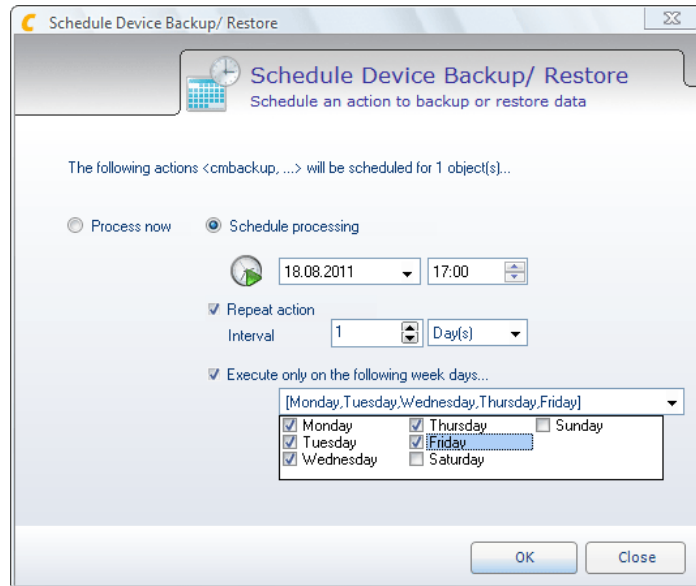 Schedule Device Backup/ Restore
Schedule Device Backup/ Restore
Schedule an action to backup or restore data
The following actions <cmbackup, ...> will be scheduled for 1 object(s)...
Process now Schedule processing
18.08.2011 17:00
Repeat action
Interval 1 Day(s)
Execute only on the following week days...
[Monday,Tuesday,Wednesday,Thursday,Friday]
Monday Thursday Sunday
Tuesday Friday
Wednesday Saturday
OK Close